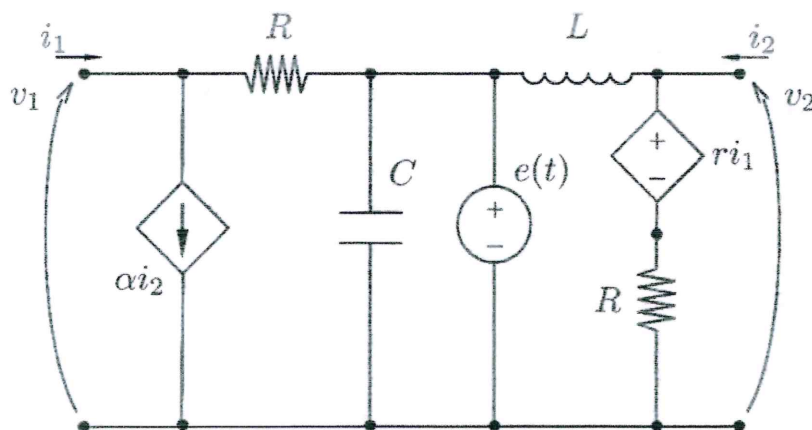 i₁
R
L
i₂
v₁
v₂
C
e(t)
+
−
+
−
ri₁
αi₂
R